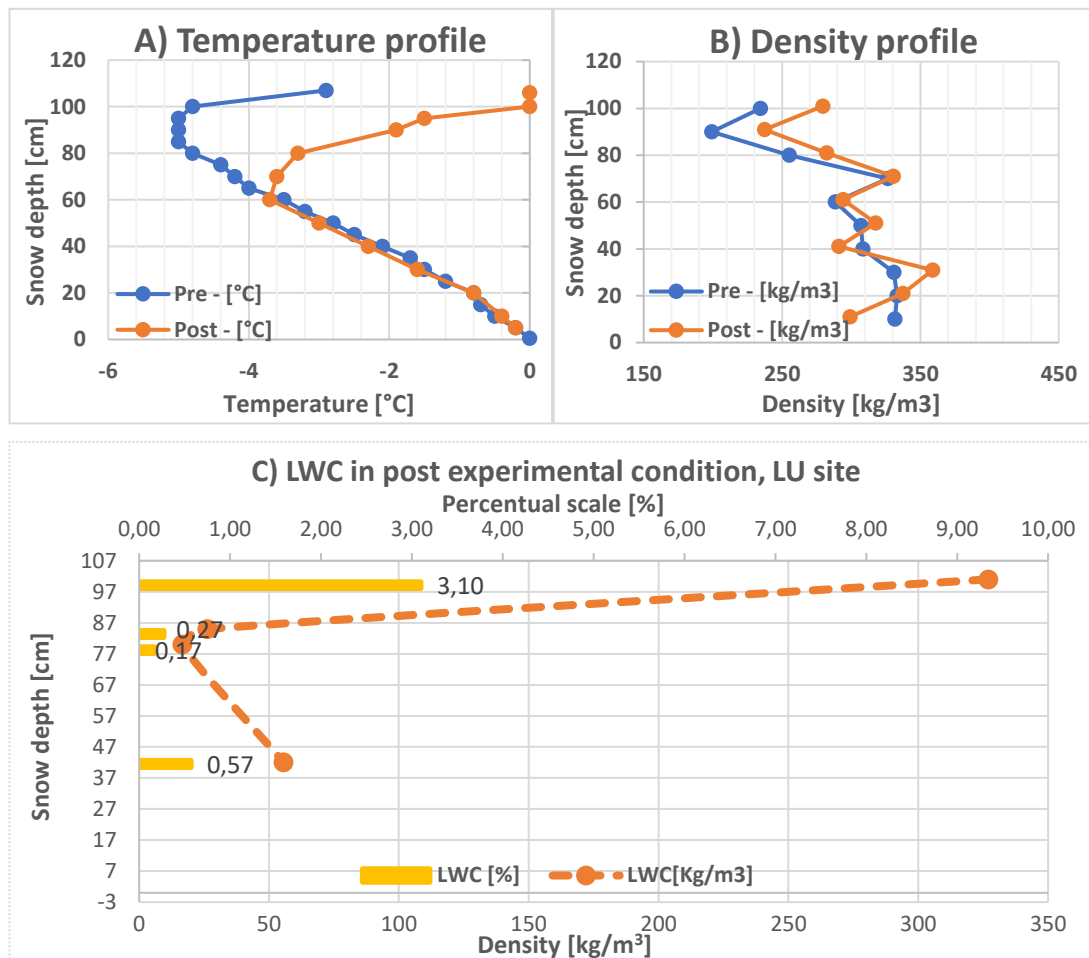 A) Temperature profile
120
100
80
60
40
20
0
Snow depth [cm]
Pre - [°C]
Post - [°C]
-6 -4 -2 0
Temperature [°C]
B) Density profile
120
100
80
60
40
20
0
Snow depth [cm]
Pre - [kg/m3]
Post - [kg/m3]
150 250 350 450
Density [kg/m3]
C) LWC in post experimental condition, LU site
Percentual scale [%]
0,00 1,00 2,00 3,00 4,00 5,00 6,00 7,00 8,00 9,00 10,00
107
97
87
77
67
57
47
37
27
17
7
-3
Snow depth [cm]
3,10
0,27
0,17
0,57
LWC [%] LWC[Kg/m3]
0 50 100 150 200 250 300 350
Density [kg/m³]